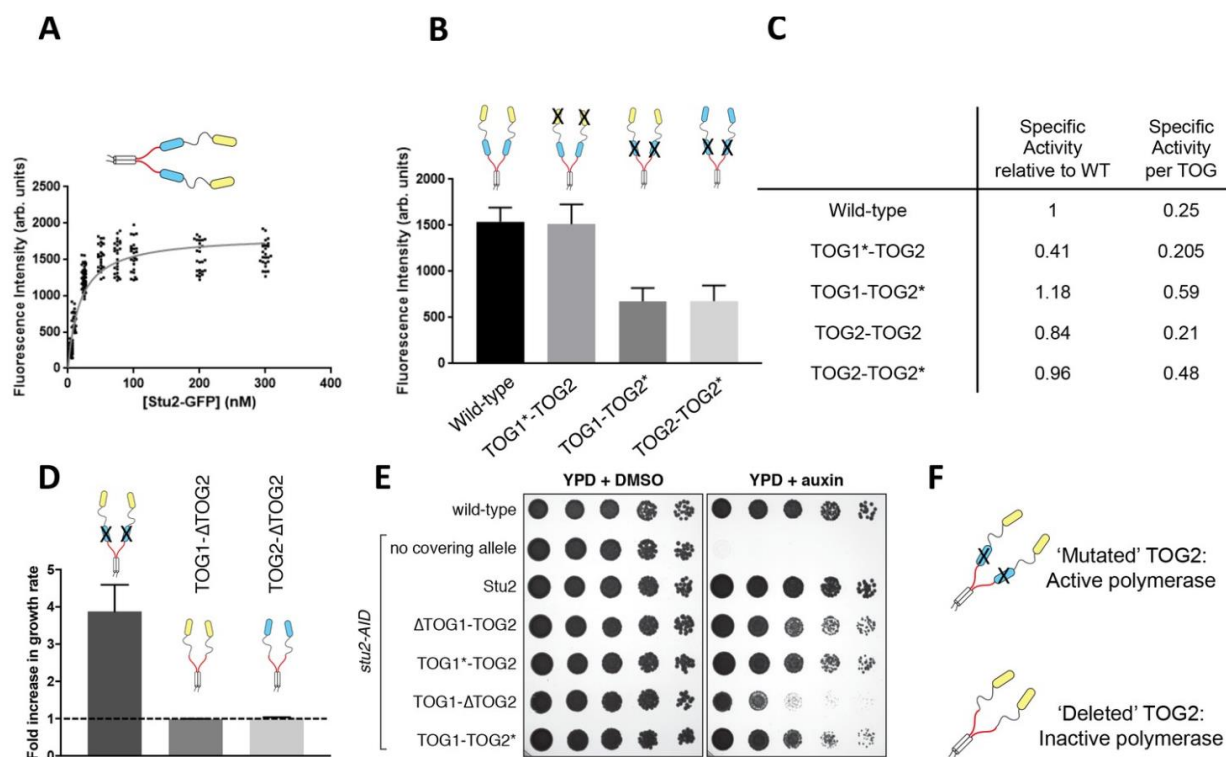 A
B
C
Fluorescence Intensity (arb. units)
2500
2000
1500
1000
500
0
0 100 200 300 400
[Stu2-GFP] (nM)
Fluorescence Intensity (arb. units)
2000
1500
1000
500
0
Wild-type
TOG1*-TOG2
TOG1-TOG2*
TOG2-TOG2*
Specific Specific
Activity Activity
relative to WT per TOG
Wild-type 1 0.25
TOG1*-TOG2 0.41 0.205
TOG1-TOG2* 1.18 0.59
TOG2-TOG2 0.84 0.21
TOG2-TOG2* 0.96 0.48
D
E
F
Fold increase in growth rate
5
4
3
2
1
0
TOG1-ΔTOG2
TOG2-ΔTOG2
YPD + DMSO YPD + auxin
wild-type
no covering allele
Stu2
ΔTOG1-TOG2
TOG1*-TOG2
TOG1-ΔTOG2
TOG1-TOG2*
stu2-AID
'Mutated' TOG2:
Active polymerase
'Deleted' TOG2:
Inactive polymerase